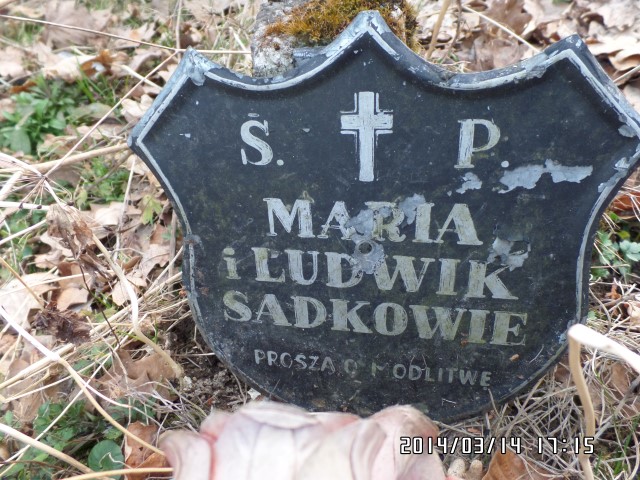 Ś. P.
MARIA
i LUDWIK
SADKOWIE
PROSZĄ O MODLITWĘ
2014/03/14 17:15